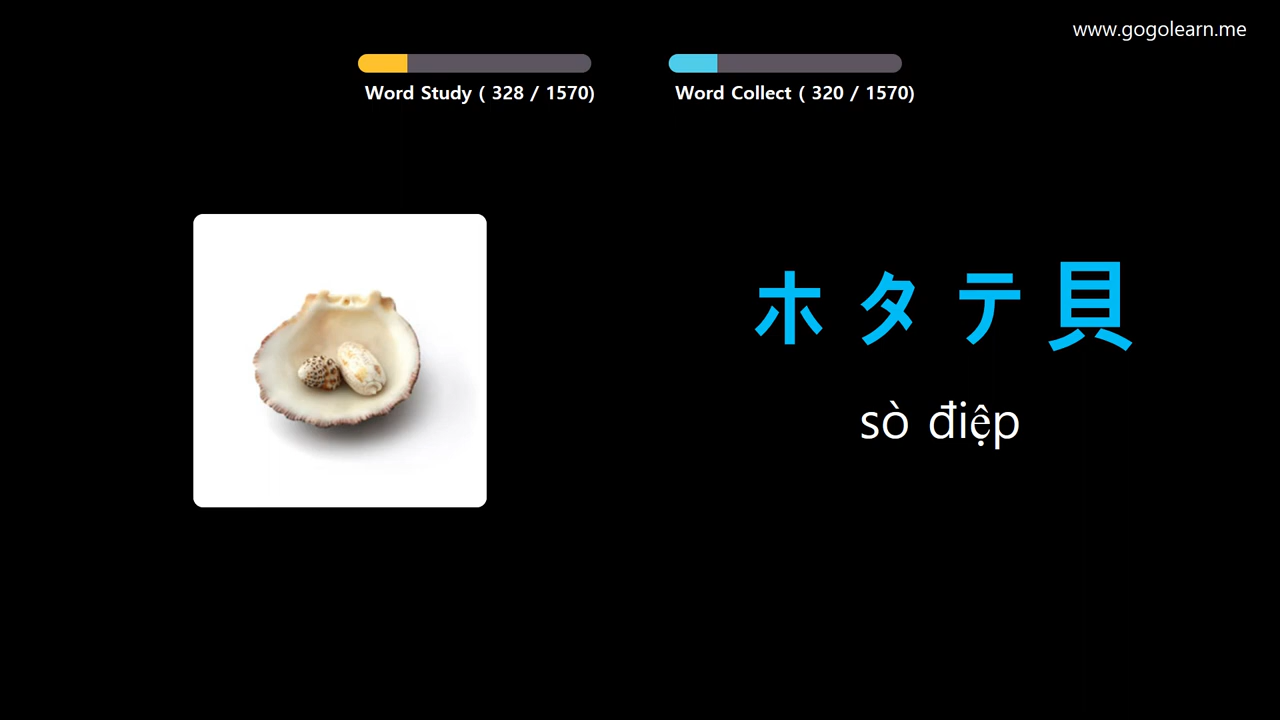 www.gogolearn.me
Word Study ( 328 / 1570)
Word Collect ( 320 / 1570)
ホタテ貝
sò điệp